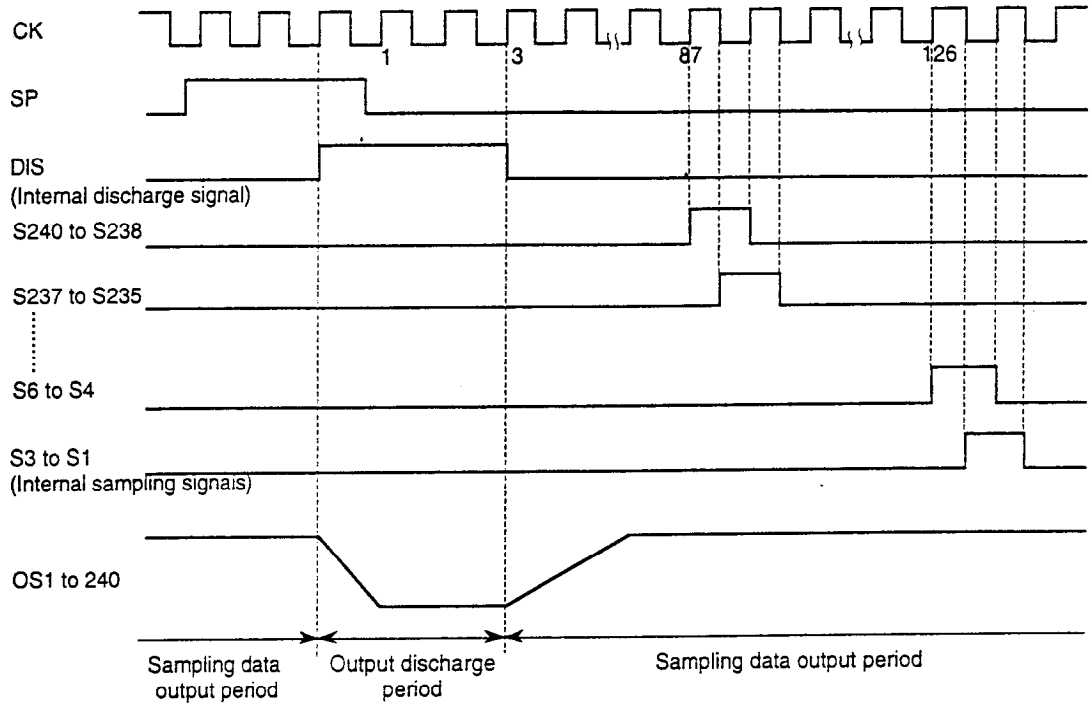 CK
1 3 87 126
SP
DIS
(Internal discharge signal)
S240 to S238
S237 to S235
S6 to S4
S3 to S1
(Internal sampling signals)
OS1 to 240
Sampling data
output period
Output discharge
period
Sampling data output period